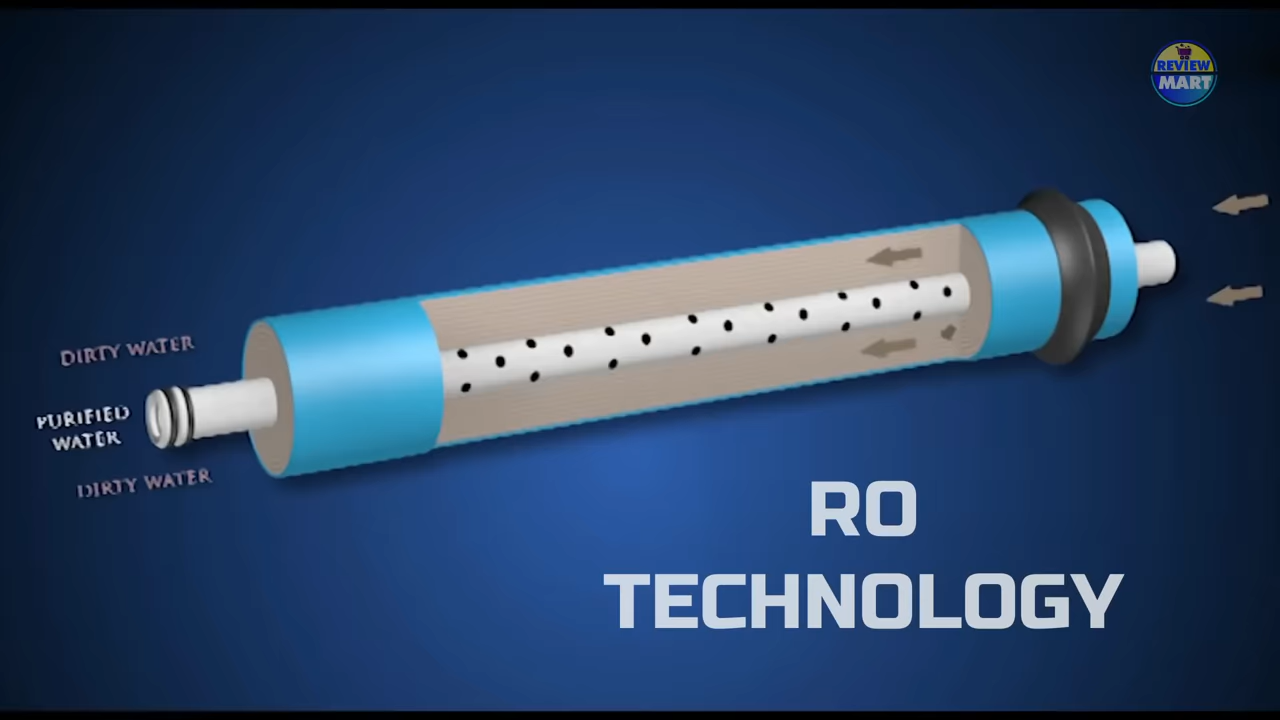 REVIEW
MART
DIRTY WATER
PURIFIED
WATER
DIRTY WATER
RO
TECHNOLOGY